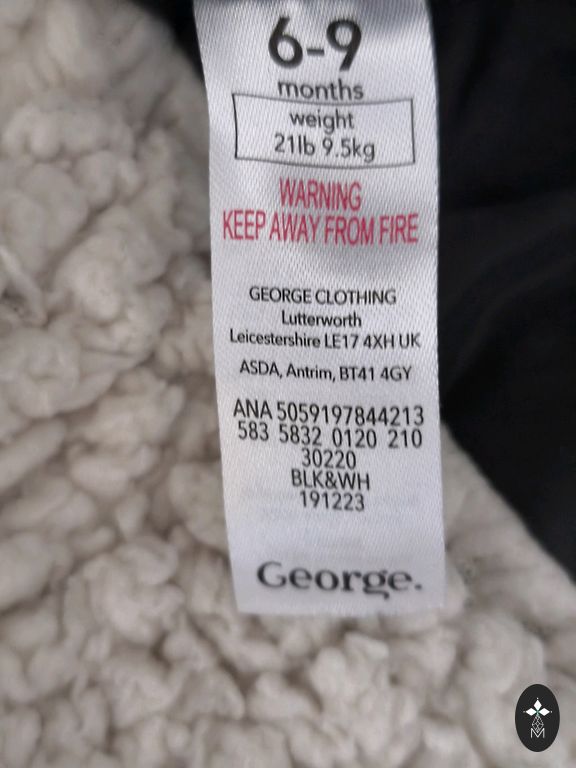 6-9
months
weight
21lb 9.5kg
WARNING
KEEP AWAY FROM FIRE
GEORGE CLOTHING
Lutterworth
Leicestershire LE17 4XH UK
ASDA, Antrim, BT41 4GY
ANA 5059197844213
583 5832 0120 210
30220
BLK&WH
191223
George.
M